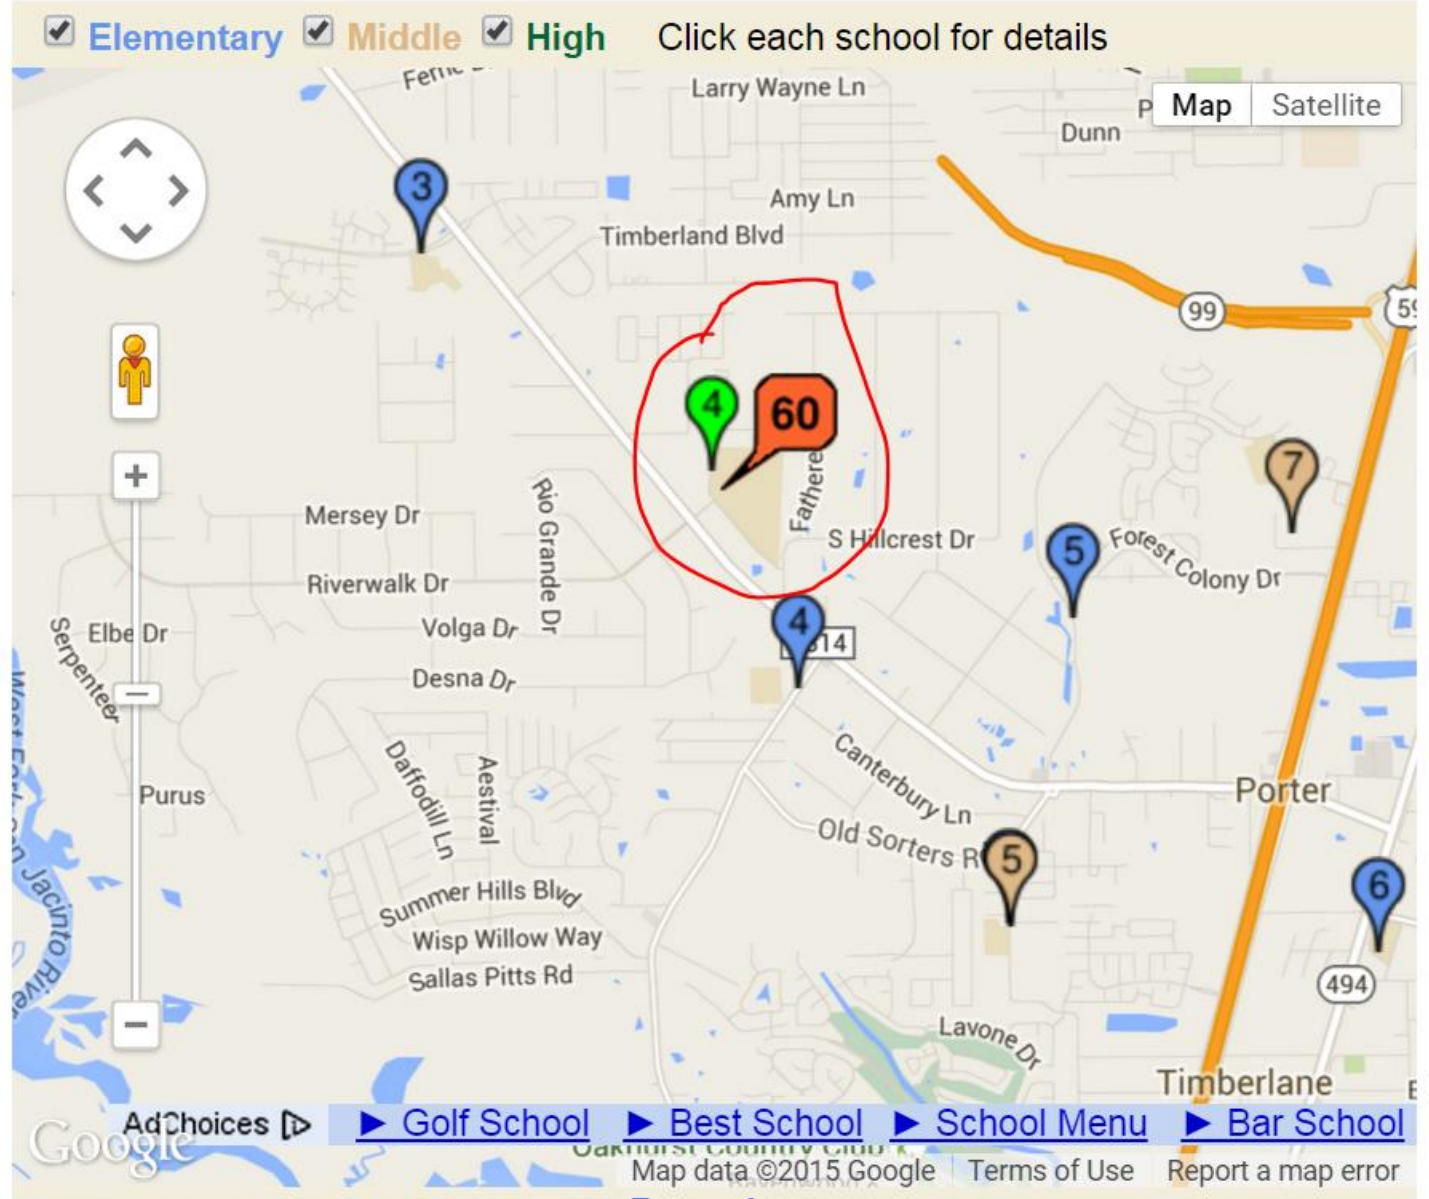 Elementary Middle High Click each school for details
Larry Wayne Ln
Map Satellite
Dunn
3
Amy Ln
Timberland Blvd
99
59
4
60
7
Fathere
Mersey Dr
Rio Grande Dr
S Hillcrest Dr
5
Forest Colony Dr
Riverwalk Dr
4
Volga Dr
Elbe Dr
Serpenteer
Desna Dr
Canterbury Ln
Daffodill Ln
Aestival
Purus
Porter
Old Sorters R
5
6
Summer Hills Blvd
Wisp Willow Way
Sallas Pitts Rd
494
Lavone Dr
Timberlane
AdChoices ► Golf School ► Best School ► School Menu ► Bar School
Google
Oakhurst Country Club
Map data ©2015 Google Terms of Use Report a map error